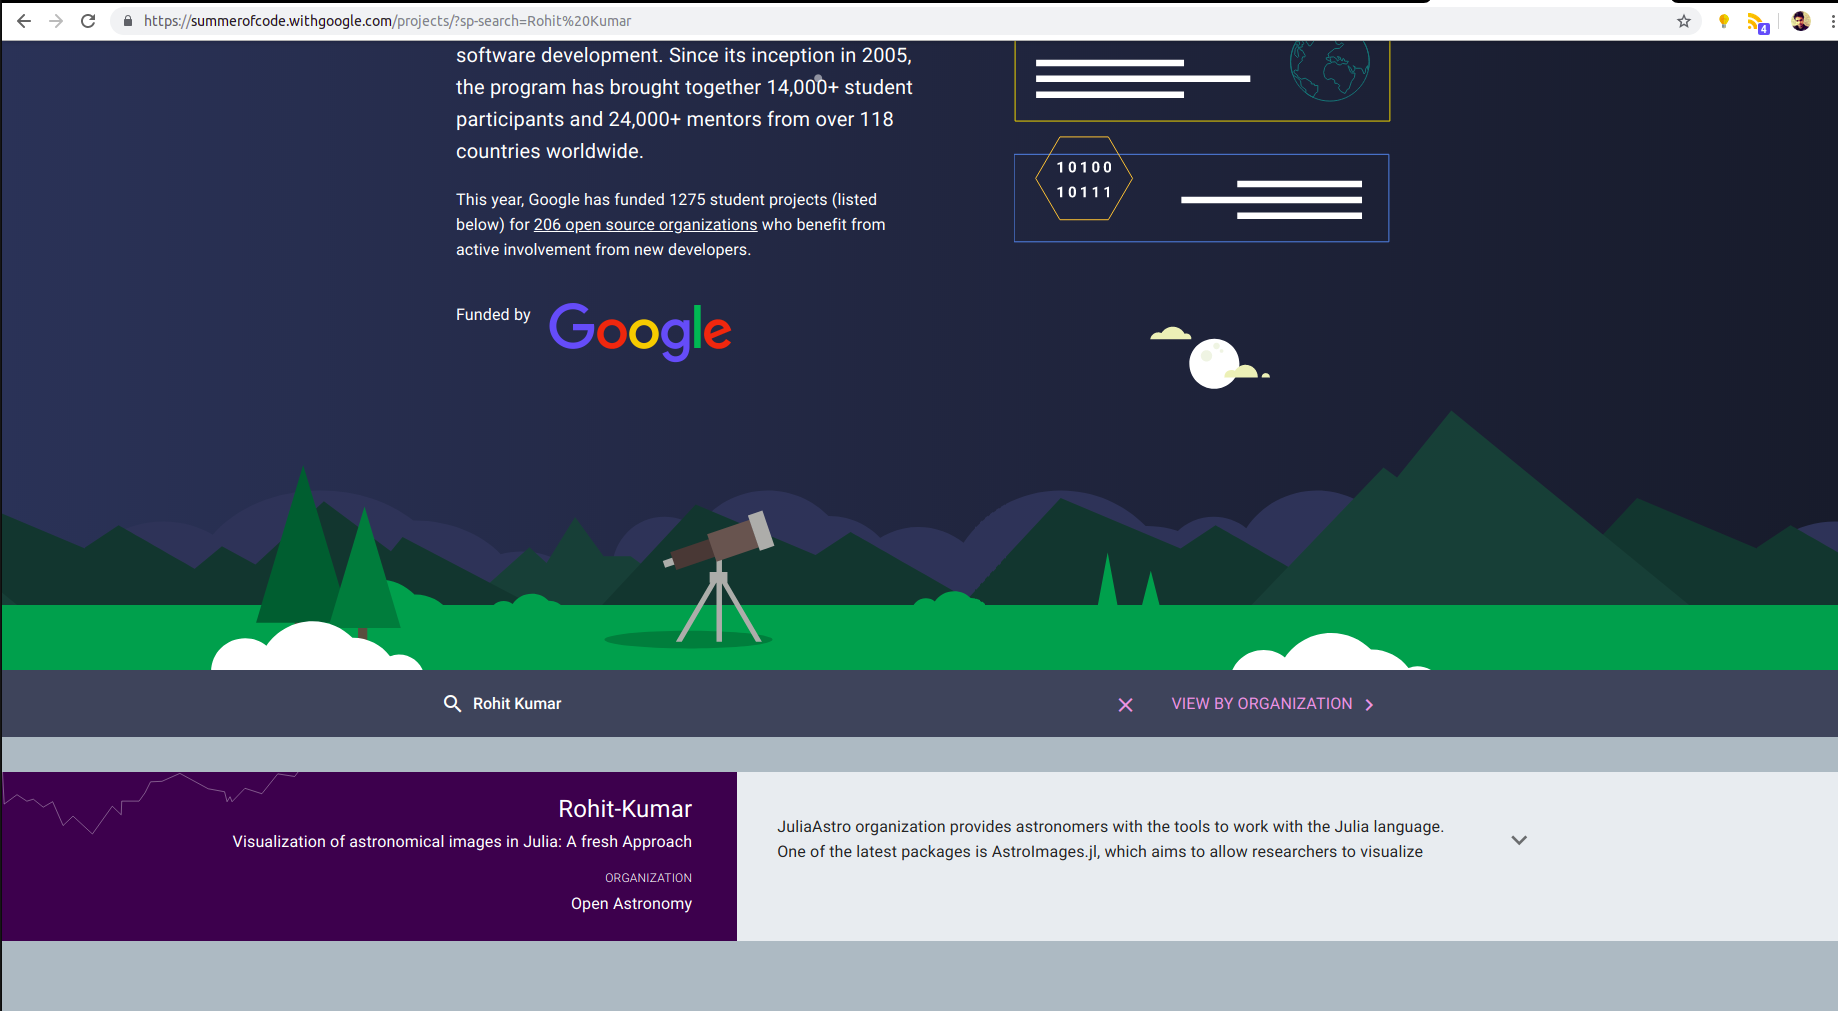 https://summerofcode.withgoogle.com/projects/?sp-search=Rohit%20Kumar
4
software development. Since its inception in 2005,
the program has brought together 14,000+ student
participants and 24,000+ mentors from over 118
countries worldwide.
This year, Google has funded 1275 student projects (listed
below) for 206 open source organizations who benefit from
active involvement from new developers.
Funded by Google
10100
10111
Rohit Kumar
VIEW BY ORGANIZATION
Rohit-Kumar
Visualization of astronomical images in Julia: A fresh Approach
ORGANIZATION
Open Astronomy
JuliaAstro organization provides astronomers with the tools to work with the Julia language.
One of the latest packages is AstroImages.jl, which aims to allow researchers to visualize